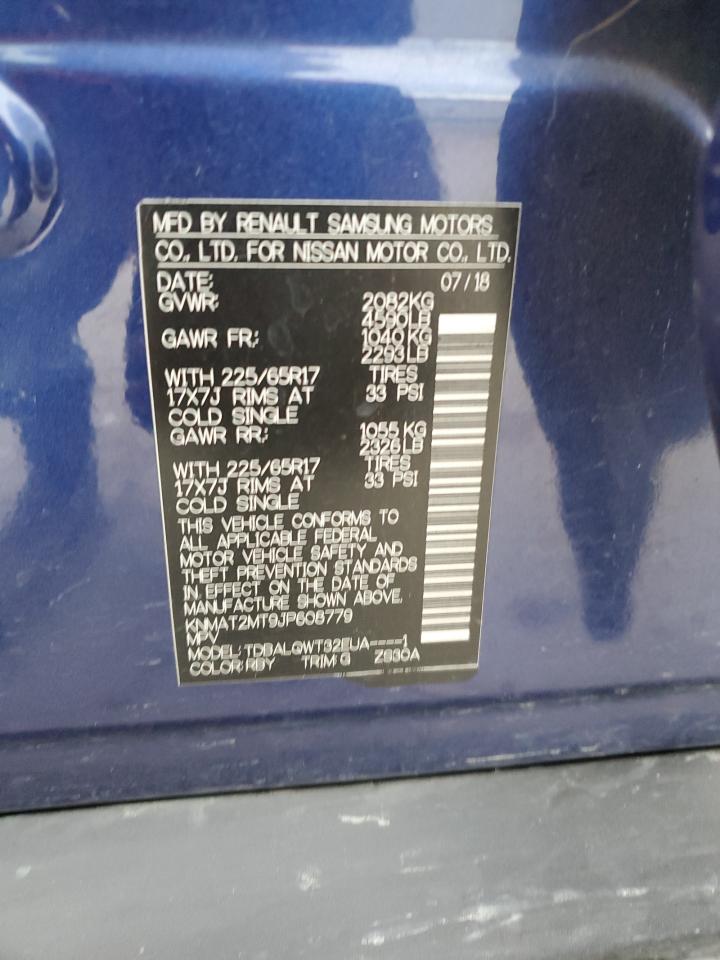 MFD BY RENAULT SAMSUNG MOTORS
CO., LTD. FOR NISSAN MOTOR CO., LTD.
DATE: 07/18
GVWR: 2082KG
4590LB
GAWR FR: 1040KG
2293LB
WITH 225/65R17 TIRES
17X7J RIMS AT 33 PSI
COLD SINGLE
GAWR RR: 1055KG
2326LB
WITH 225/65R17 TIRES
17X7J RIMS AT 33 PSI
COLD SINGLE
THIS VEHICLE CONFORMS TO
ALL APPLICABLE FEDERAL
MOTOR VEHICLE SAFETY AND
THEFT PREVENTION STANDARDS
IN EFFECT ON THE DATE OF
MANUFACTURE SHOWN ABOVE.
KNMAT2MT9JP608779
MPV
MODEL: TDBALQWT32EUA----1
COLOR:RBY TRIM:G ZS30A